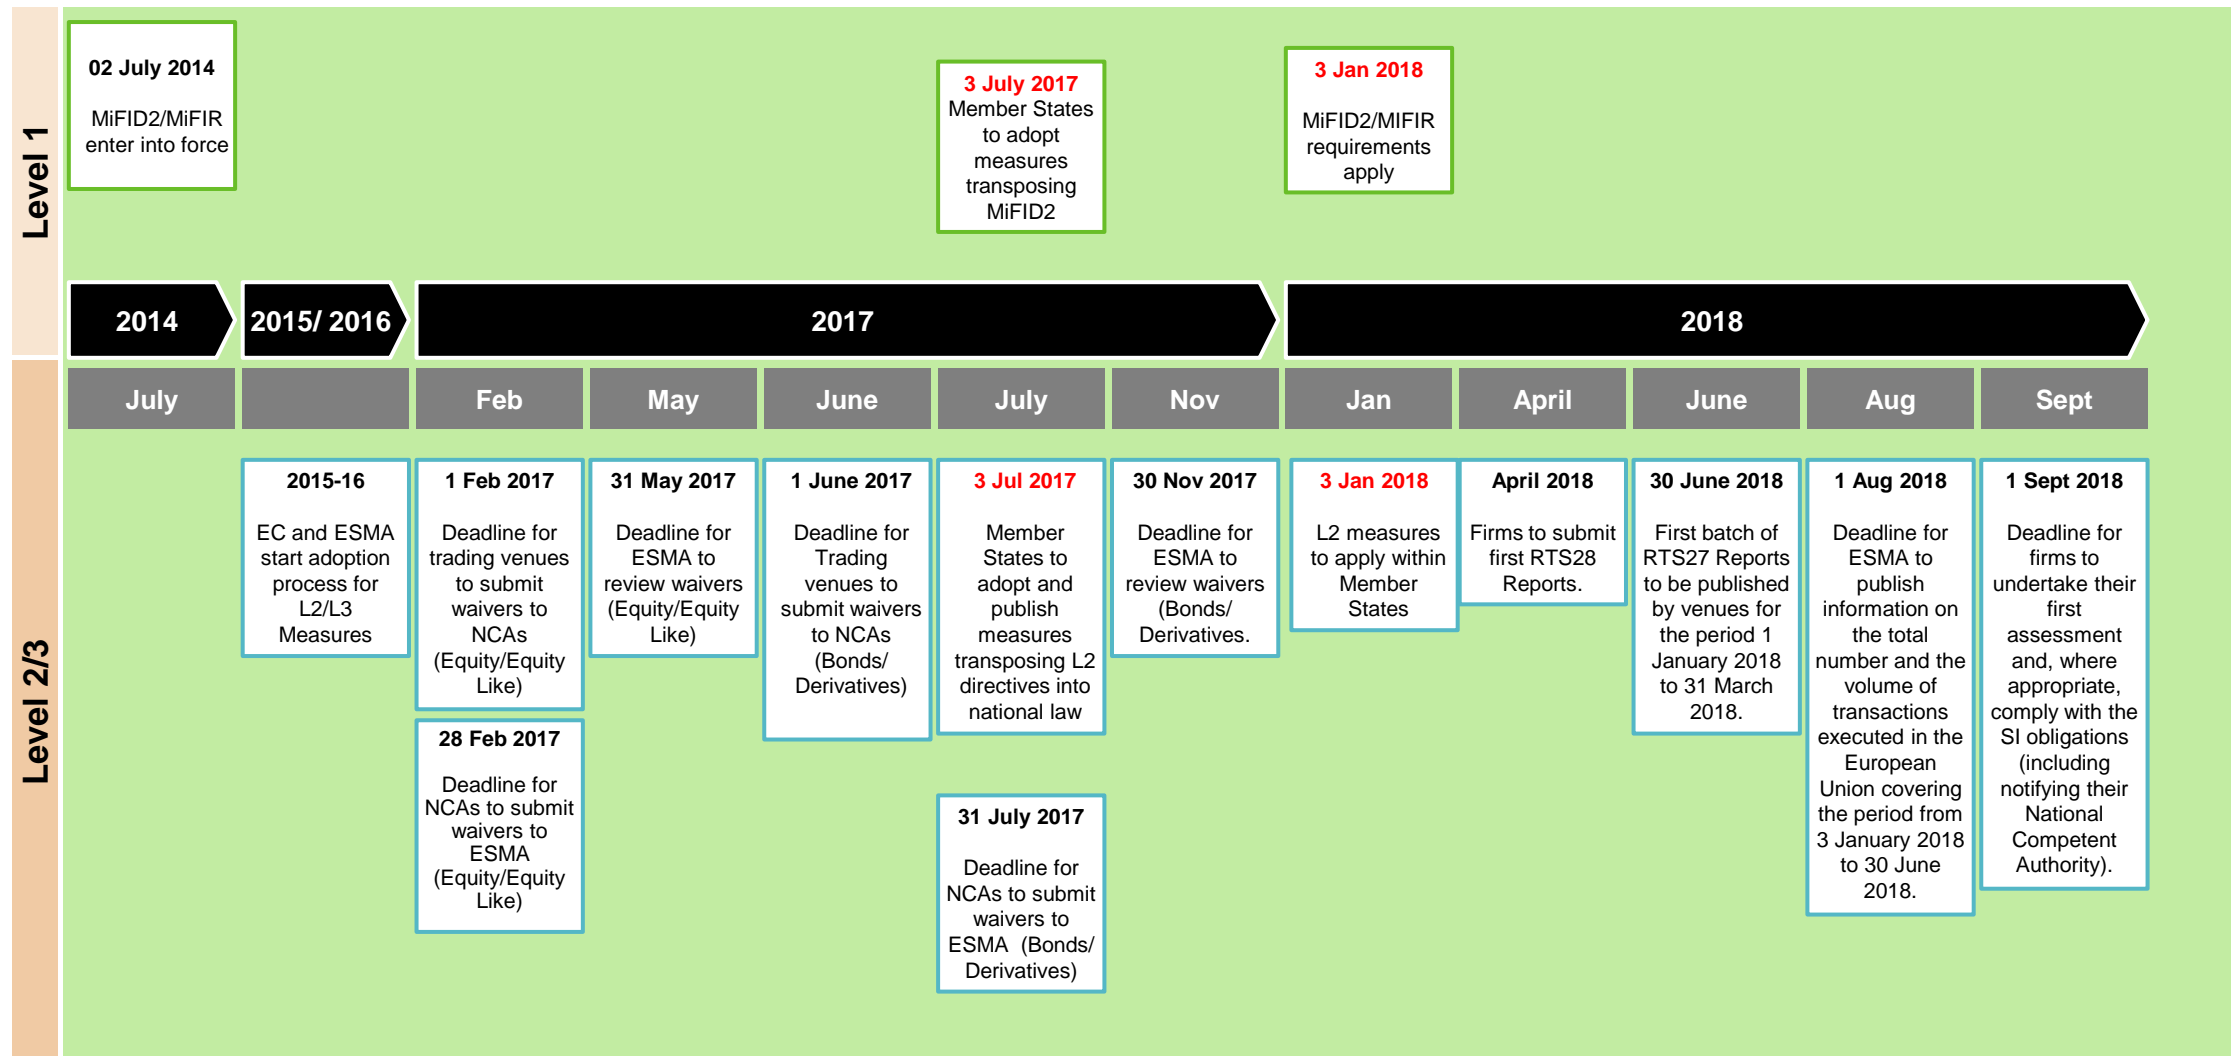 Level 1
02 July 2014
MiFID2/MiFIR
enter into force
3 July 2017
Member States
to adopt
measures
transposing
MiFID2
3 Jan 2018
MiFID2/MIFIR
requirements
apply
2014
2015/ 2016
2017
2018
Level 2/3
July
Feb
May
June
July
Nov
Jan
April
June
Aug
Sept
2015-16
EC and ESMA
start adoption
process for
L2/L3
Measures
1 Feb 2017
Deadline for
trading venues
to submit
waivers to
NCAs
(Equity/Equity
Like)
28 Feb 2017
Deadline for
NCAs to submit
waivers to
ESMA
(Equity/Equity
Like)
31 May 2017
Deadline for
ESMA to
review waivers
(Equity/Equity
Like)
1 June 2017
Deadline for
Trading
venues to
submit waivers
to NCAs
(Bonds/
Derivatives)
3 Jul 2017
Member
States to
adopt and
publish
measures
transposing L2
directives into
national law
31 July 2017
Deadline for
NCAs to submit
waivers to
ESMA (Bonds/
Derivatives)
30 Nov 2017
Deadline for
ESMA to
review waivers
(Bonds/
Derivatives.
3 Jan 2018
L2 measures
to apply within
Member
States
April 2018
Firms to submit
first RTS28
Reports.
30 June 2018
First batch of
RTS27 Reports
to be published
by venues for
the period 1
January 2018
to 31 March
2018.
1 Aug 2018
Deadline for
ESMA to
publish
information on
the total
number and the
volume of
transactions
executed in the
European
Union covering
the period from
3 January 2018
to 30 June
2018.
1 Sept 2018
Deadline for
firms to
undertake their
first
assessment
and, where
appropriate,
comply with the
SI obligations
(including
notifying their
National
Competent
Authority).